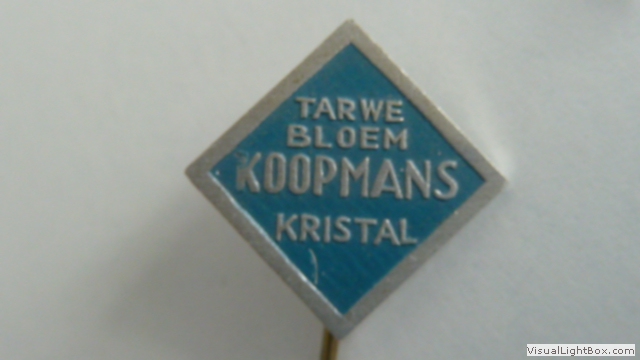 TARWE
BLOEM
KOOPMANS
KRISTAL
VisualLightBox.com